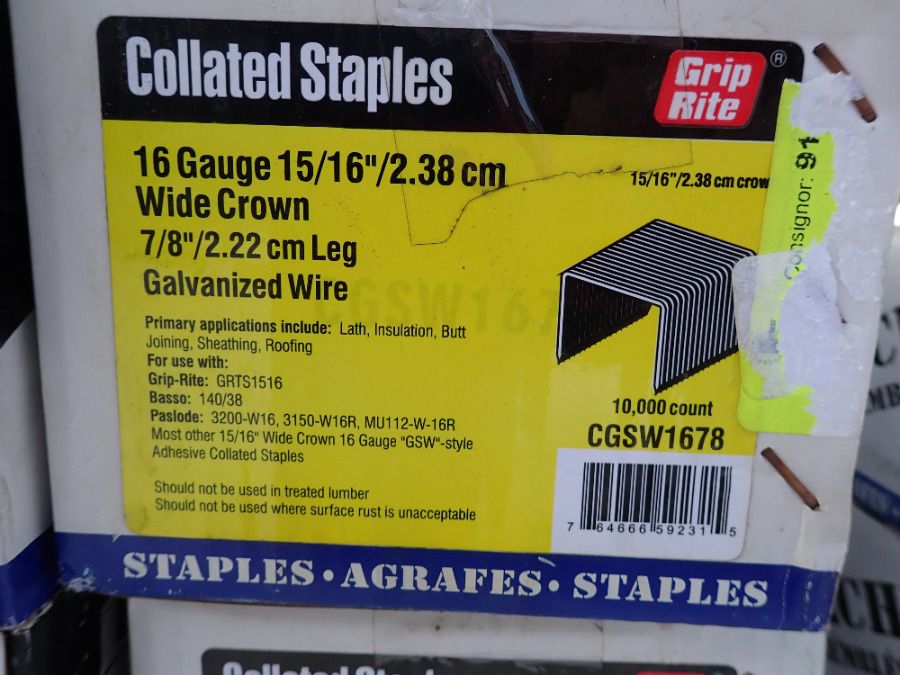 Collated Staples
Grip Rite ®
16 Gauge 15/16"/2.38 cm
Wide Crown
7/8"/2.22 cm Leg
Galvanized Wire
15/16"/2.38 cm crow
Consignor: 91
Primary applications include: Lath, Insulation, Butt
Joining, Sheathing, Roofing
For use with:
Grip-Rite: GRTS1516
Basso: 140/38
Paslode: 3200-W16, 3150-W16R, MU112-W-16R
Most other 15/16" Wide Crown 16 Gauge "GSW"-style
Adhesive Collated Staples
Should not be used in treated lumber
Should not be used where surface rust is unacceptable
CGSW167
10,000 count
CGSW1678
7 64666 59231 5
STAPLES • AGRAFES • STAPLES
Collated Staples